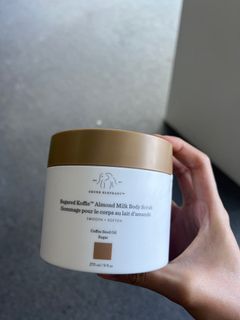 DRUNK ELEPHANT™
Sugared Koffie™ Almond Milk Body Scrub
Gommage pour le corps au lait d'amande
SMOOTH + SOFTEN
Coffee Seed Oil
Sugar